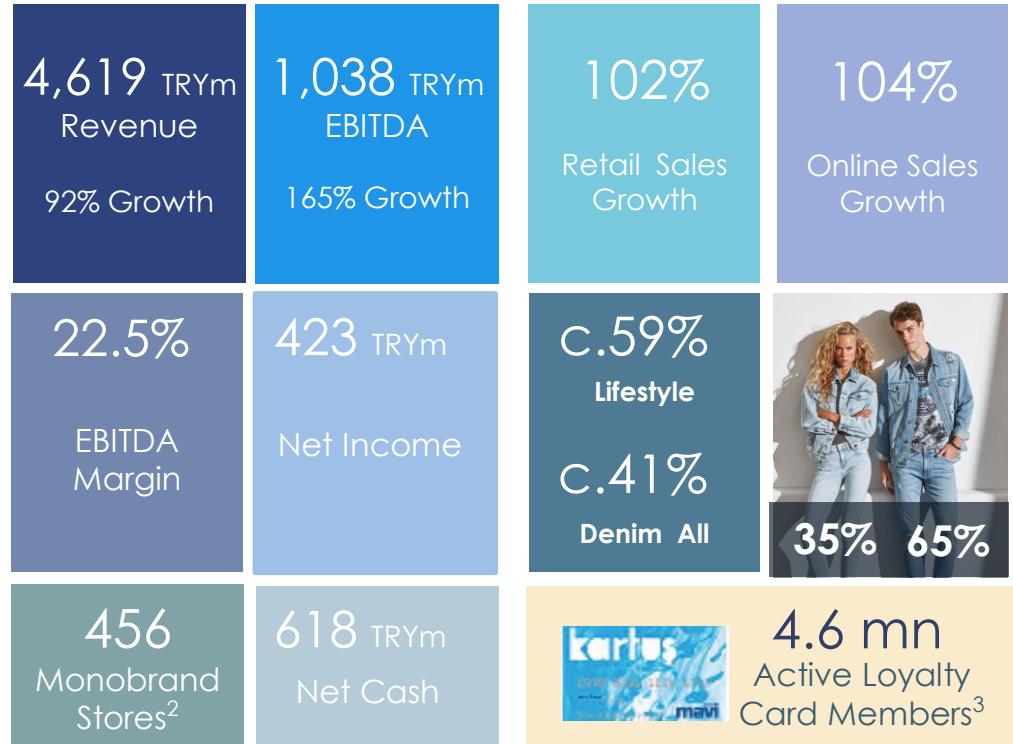 4,619 TRYm
Revenue
92% Growth
1,038 TRYm
EBITDA
165% Growth
102%
Retail Sales
Growth
104%
Online Sales
Growth
22.5%
EBITDA
Margin
423 TRYm
Net Income
c.59%
Lifestyle
c.41%
Denim All
35% 65%
456
Monobrand
Stores2
618 TRYm
Net Cash
kartuş
mavi
4.6 mn
Active Loyalty
Card Members3